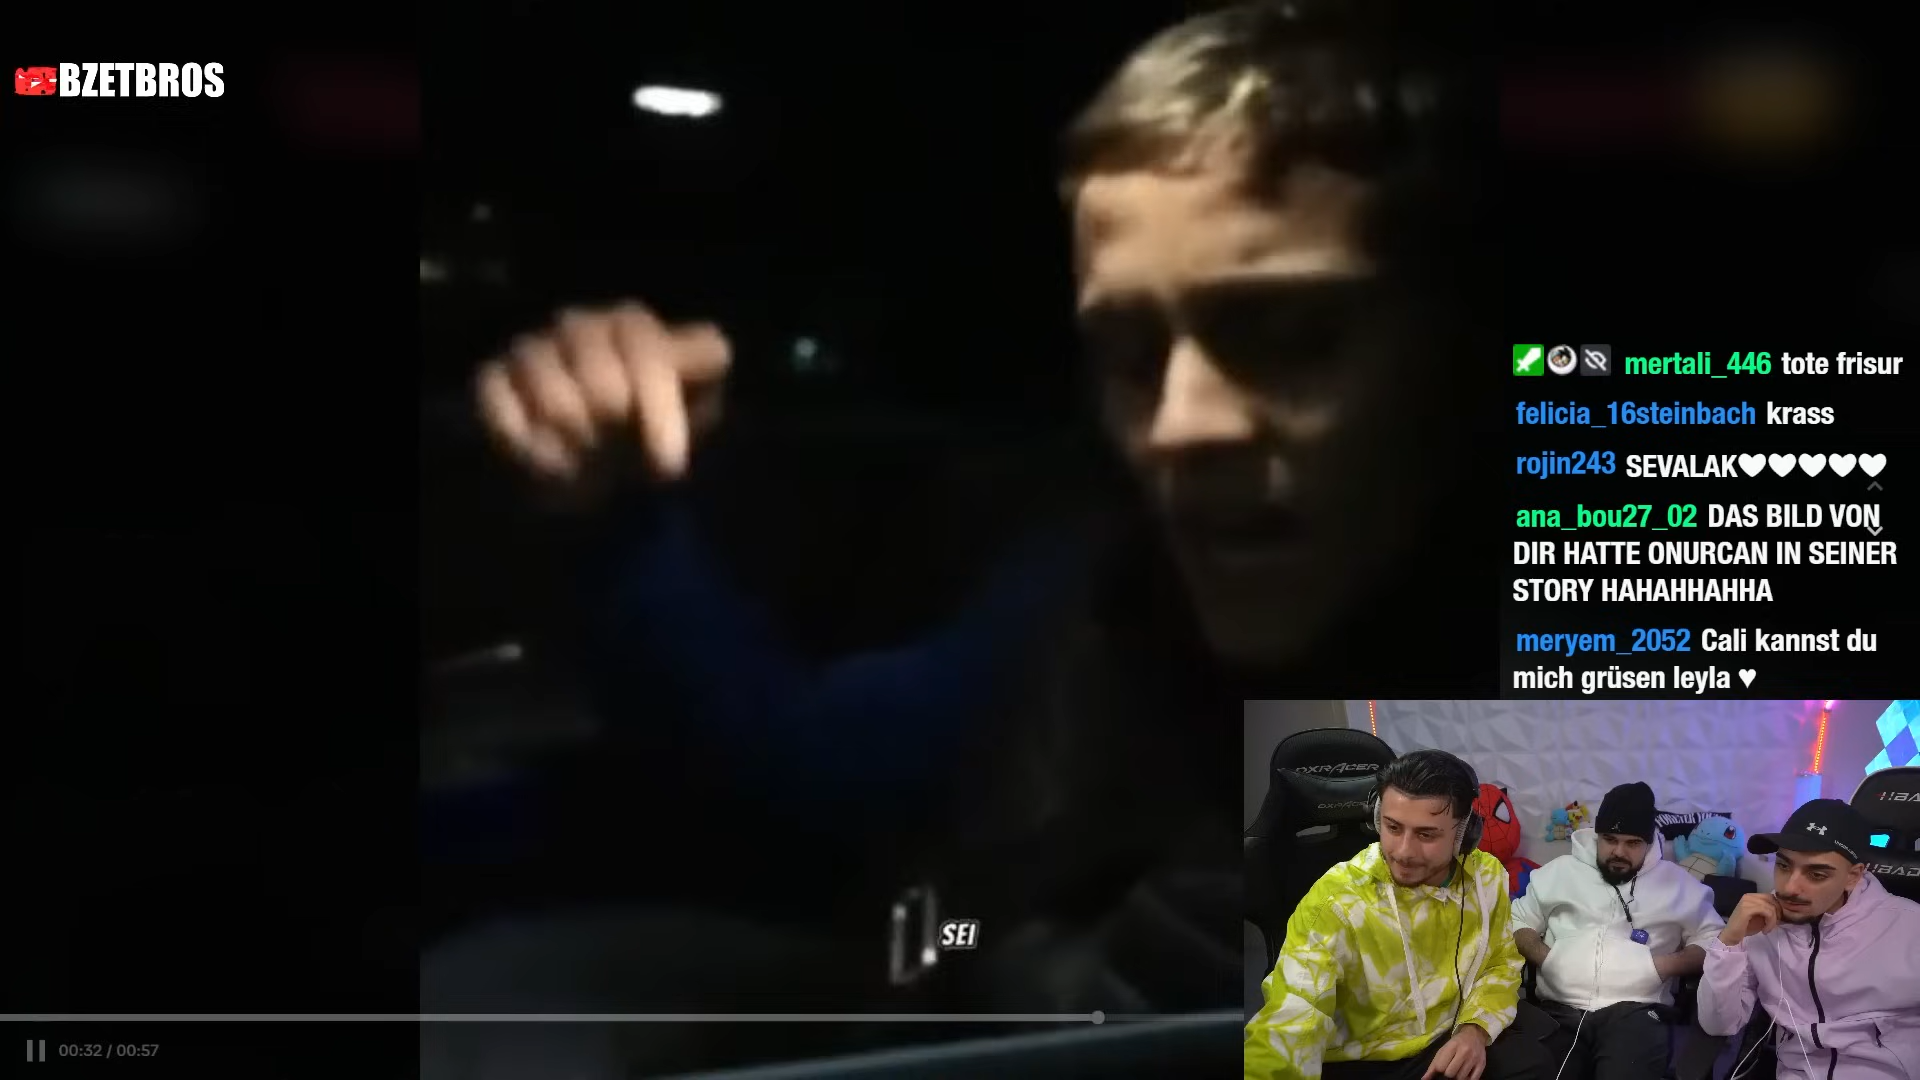 BZETBROS
mertali_446 tote frisur
felicia_16steinbach krass
rojin243 SEVALAK♥♥♥♥♥
ana_bou27_02 DAS BILD VON
DIR HATTE ONURCAN IN SEINER
STORY HAHAHHAHHA
meryem_2052 Cali kannst du
mich grüsen leyla ♥
DXRACER
SEI
00:32 / 00:57